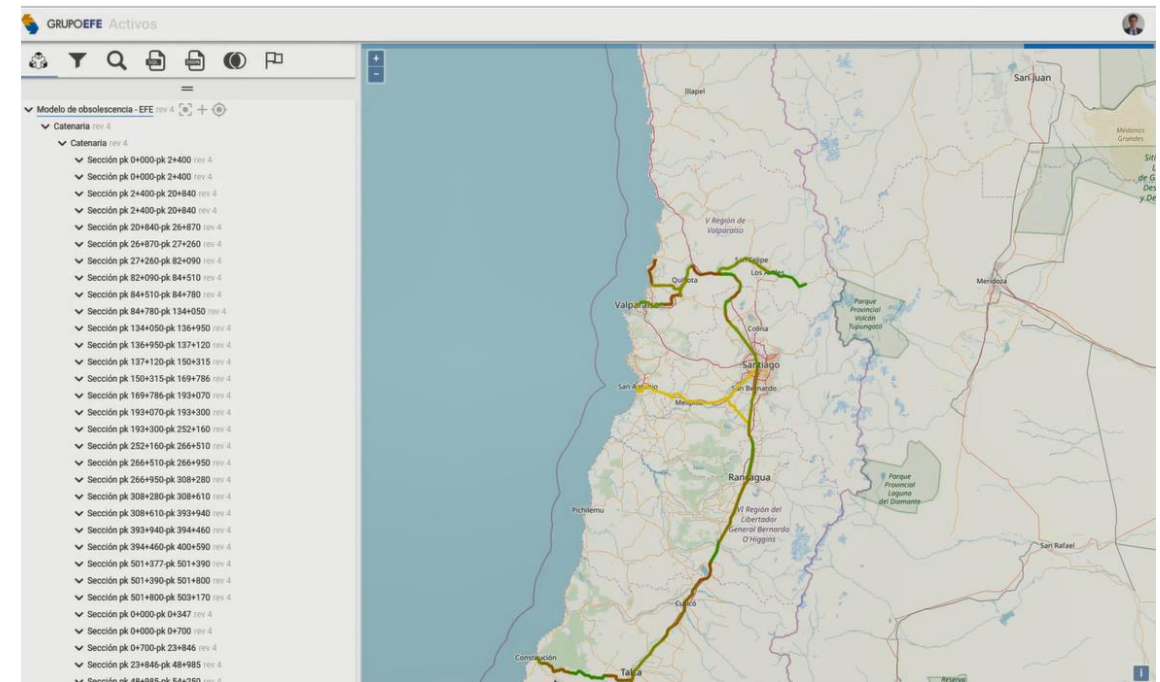 GRUPOEFE Activos
Modelo de obsolescencia - EFE rev 4
Catenaria rev 4
Catenaria rev 4
Sección pk 0+000-pk 2+400 rev 4
Sección pk 0+000-pk 2+400 rev 4
Sección pk 2+400-pk 20+840 rev 4
Sección pk 2+400-pk 20+840 rev 4
Sección pk 20+840-pk 26+870 rev 4
Sección pk 26+870-pk 27+260 rev 4
Sección pk 27+260-pk 82+090 rev 4
Sección pk 82+090-pk 84+510 rev 4
Sección pk 84+510-pk 84+780 rev 4
Sección pk 84+780-pk 134+050 rev 4
Sección pk 134+050-pk 136+950 rev 4
Sección pk 136+950-pk 137+120 rev 4
Sección pk 137+120-pk 150+315 rev 4
Sección pk 150+315-pk 169+786 rev 4
Sección pk 169+786-pk 193+070 rev 4
Sección pk 193+070-pk 193+300 rev 4
Sección pk 193+300-pk 252+160 rev 4
Sección pk 252+160-pk 266+510 rev 4
Sección pk 266+510-pk 266+950 rev 4
Sección pk 266+950-pk 308+280 rev 4
Sección pk 308+280-pk 308+610 rev 4
Sección pk 308+610-pk 393+940 rev 4
Sección pk 393+940-pk 394+460 rev 4
Sección pk 394+460-pk 400+590 rev 4
Sección pk 501+377-pk 501+390 rev 4
Sección pk 501+390-pk 501+800 rev 4
Sección pk 501+800-pk 503+170 rev 4
Sección pk 0+000-pk 0+347 rev 4
Sección pk 0+000-pk 0+700 rev 4
Sección pk 0+700-pk 23+846 rev 4
Sección pk 23+846-pk 48+985 rev 4
Sección pk 48+985-pk 54+250 rev 4
+
-
San Juan
Illapel
Médanos
Grandes
V Región de
Valparaíso
San Felipe
Los Andes
Quillota
Mendoza
Valparaíso
Parque
Provincial
Volcán
Tupungato
Colina
Santiago
San Antonio
San Bernardo
Melipilla
Rancagua
Parque
Provincial
Laguna
del Diamante
Pichilemu
VI Región del
Libertador
General Bernardo
O'Higgins
San Rafael
Curicó
Constitución
Talca
Reserva
i